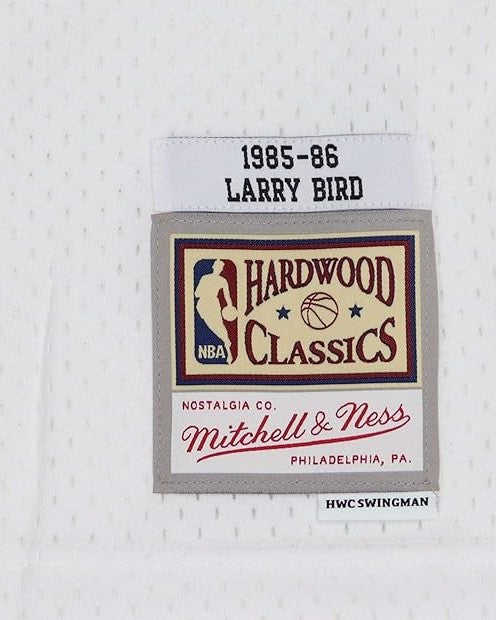 1985-86
LARRY BIRD
HARDWOOD
CLASSICS
NBA
NOSTALGIA CO.
Mitchell & Ness
PHILADELPHIA, PA.
HWC SWINGMAN